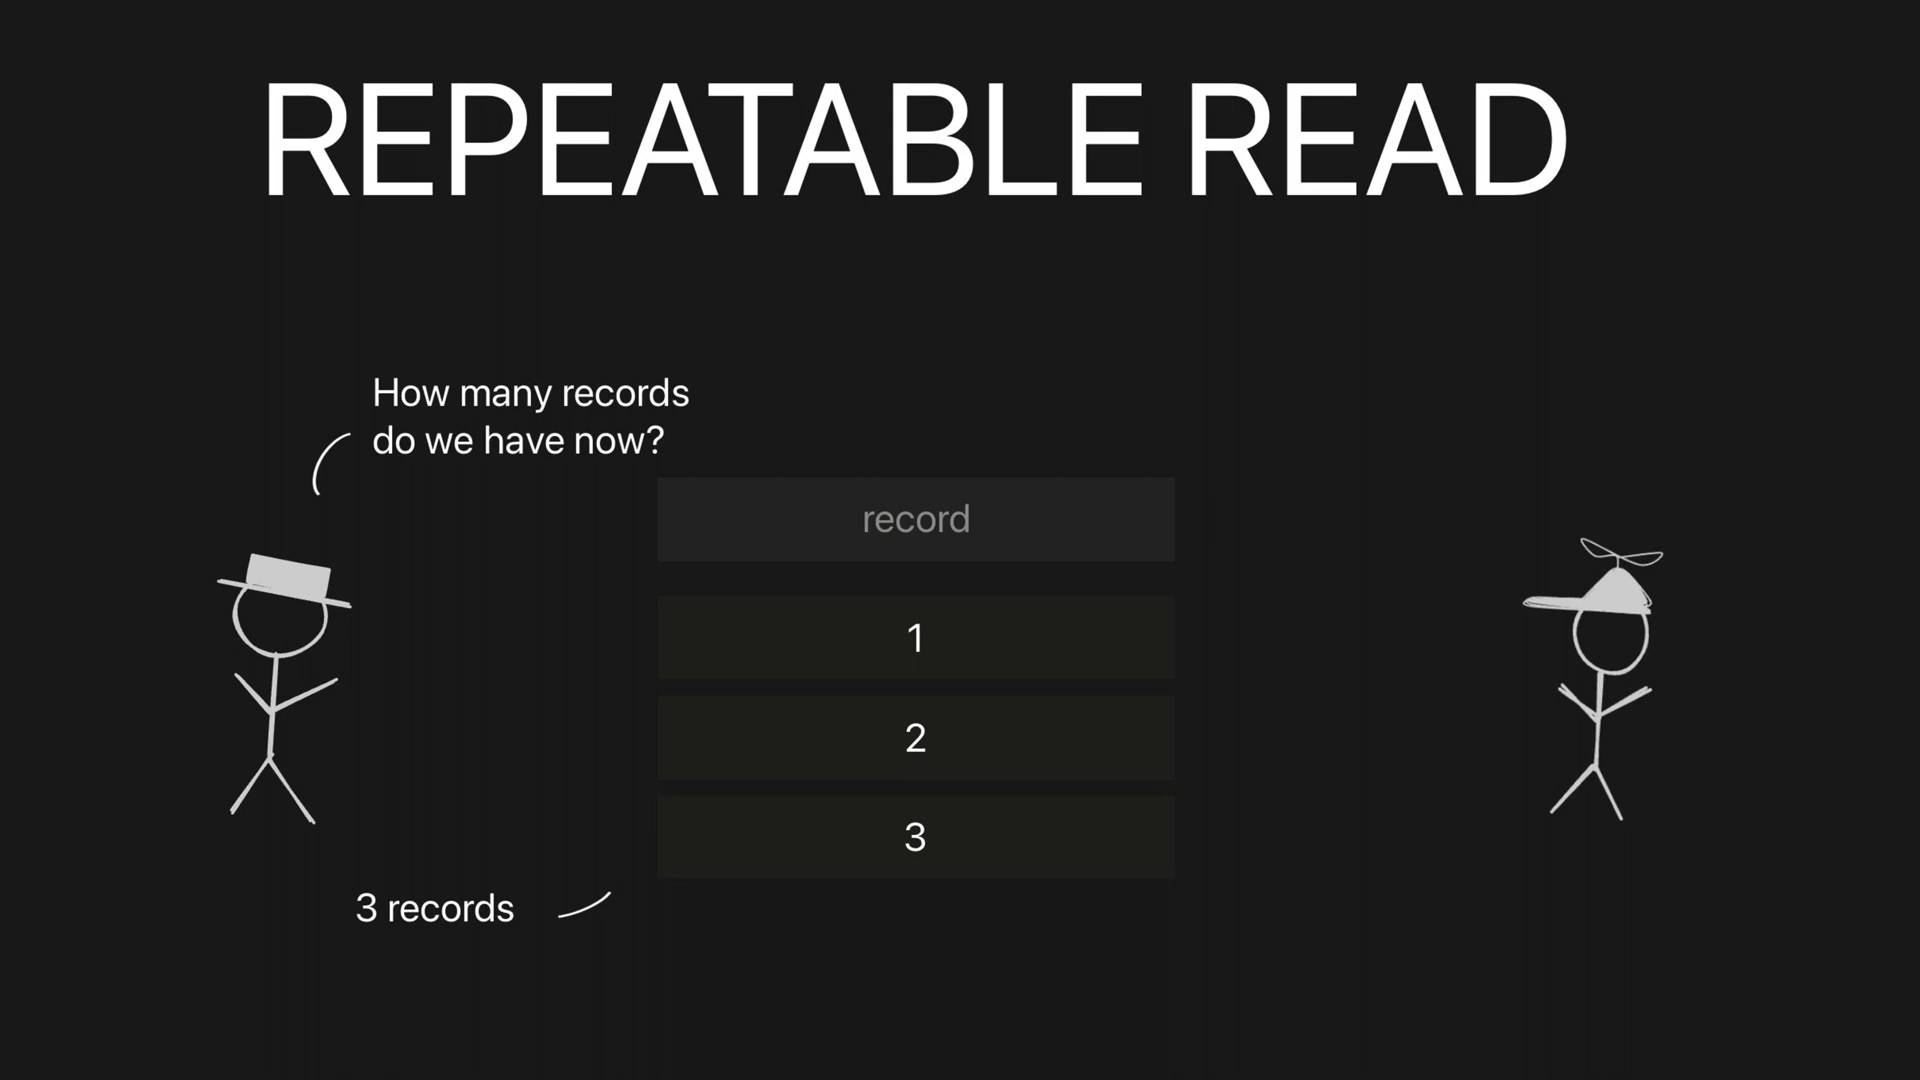 REPEATABLE READ
How many records
do we have now?
record
1
2
3
3 records